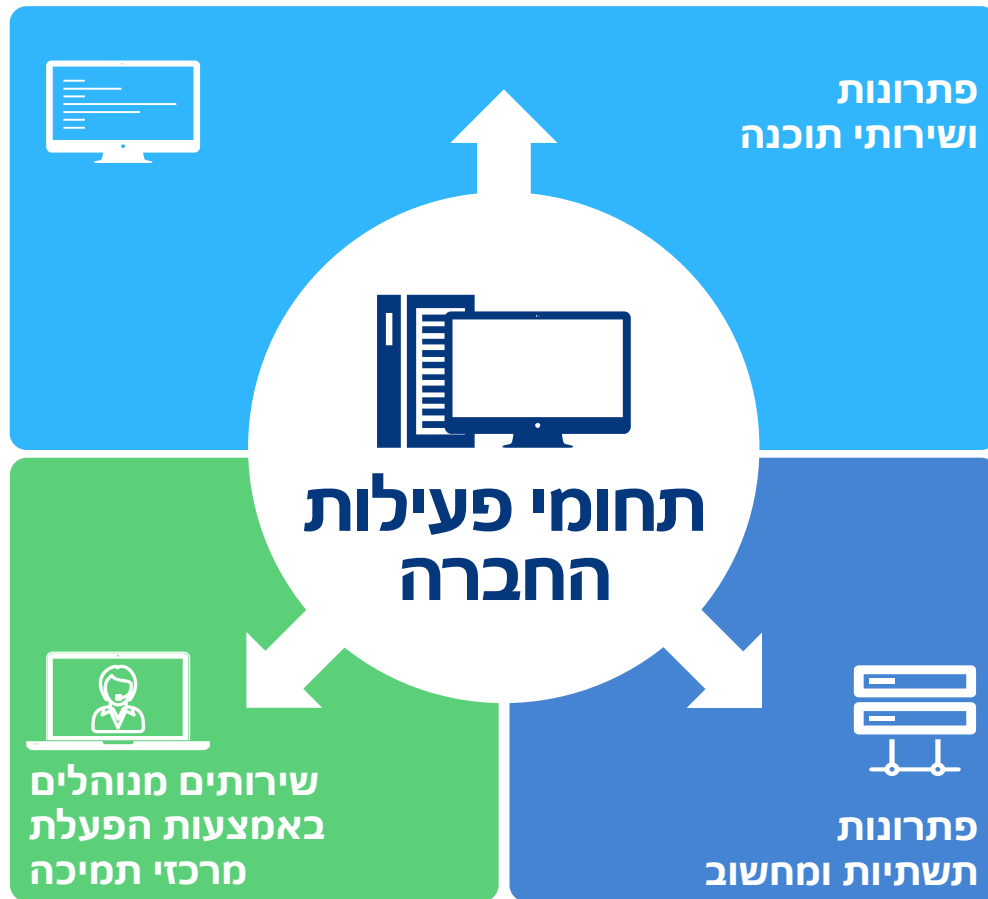 פתרונות
ושירותי תוכנה
תחומי פעילות
החברה
פתרונות
תשתיות ומחשוב
שירותים מנוהלים
באמצעות הפעלת
מרכזי תמיכה